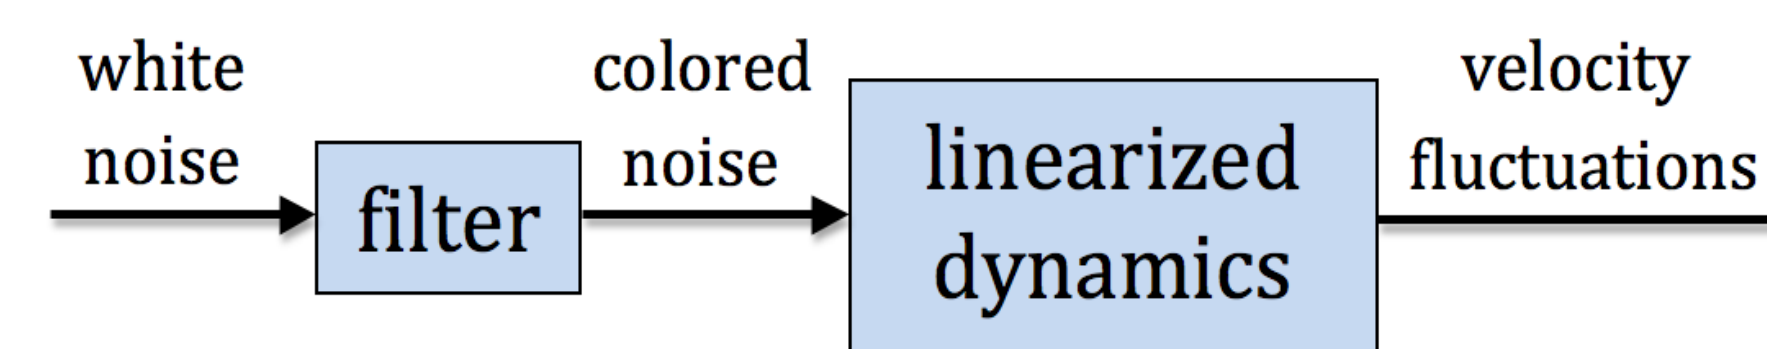 white
noise
filter
colored
noise
linearized
dynamics
velocity
fluctuations